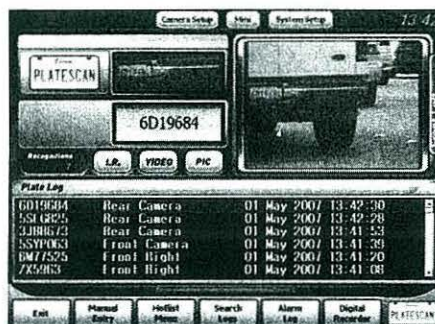 Camera Setup Menu System Setup 13:42
PLATESCAN
6D19684
Recognitions I.R. VIDEO PIC
Plate Log
6D19684 Rear Camera 01 May 2007 13:42:30
5SLG825 Rear Camera 01 May 2007 13:42:28
3JBH673 Rear Camera 01 May 2007 13:41:53
5SYP063 Front Camera 01 May 2007 13:41:39
6M77525 Front Right 01 May 2007 13:41:20
7X5963 Front Right 01 May 2007 13:41:08
Exit Manual Entry Hotlist Menu Search Logs Alarm Log Digital Recorder PLATESCAN